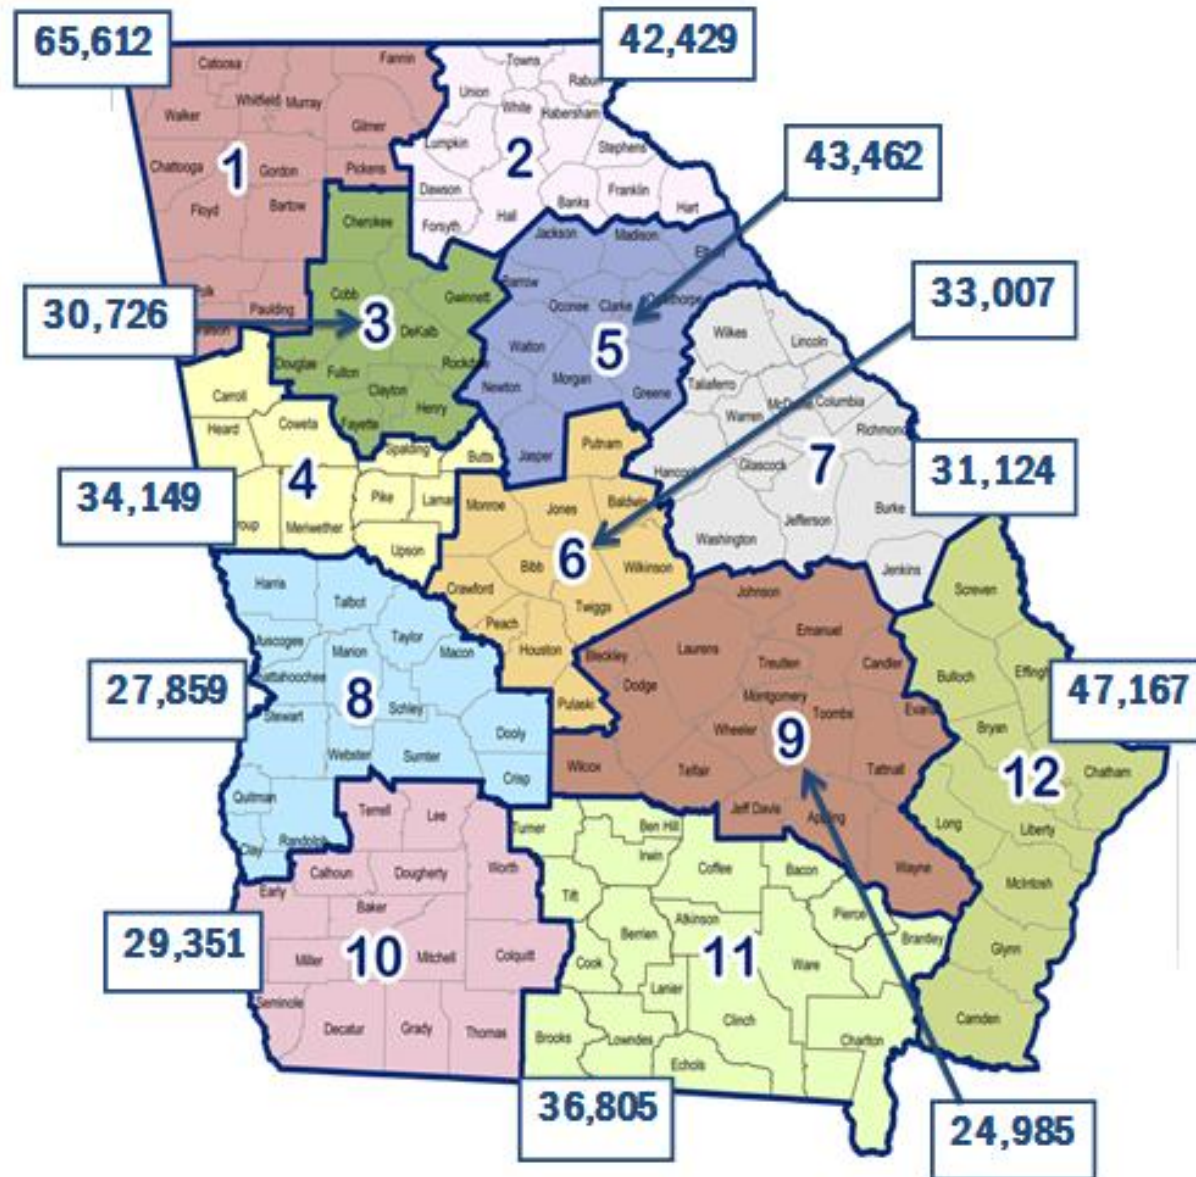 65,612
42,429
Catoosa
Fannin
Towns
Rabun
Union
Whitfield
Murray
White
Habersham
Walker
Gilmer
Lumpkin
Stephens
43,462
1
2
Chattooga
Gordon
Pickens
Dawson
Banks
Franklin
Hart
Floyd
Bartow
Cherokee
Forsyth
Hall
Jackson
Madison
33,007
30,726
Paulding
Cobb
Gwinnett
Barrow
Oconee
Clarke
3
DeKalb
5
Wilkes
Lincoln
Douglas
Fulton
Rockdale
Walton
Morgan
Taliaferro
Carroll
Clayton
Henry
Newton
Greene
Warren
Columbia
Heard
Coweta
Fayette
Richmond
Spalding
Butts
Jasper
Putnam
Hancock
Glascock
7
31,124
34,149
4
Pike
Lamar
Monroe
Jones
Baldwin
Burke
Meriwether
Jefferson
Upson
Washington
6
Harris
Bibb
Wilkinson
Jenkins
Crawford
Screven
Talbot
Twiggs
Johnson
Muscogee
Taylor
Peach
Emanuel
Marion
Macon
Houston
Bleckley
Laurens
Treutlen
Candler
27,859
Bulloch
47,167
8
Dodge
Montgomery
Stewart
Schley
Pulaski
Toombs
Bryan
Dooly
Wheeler
9
Webster
Sumter
Wilcox
Telfair
Tattnall
12
Chatham
Crisp
Quitman
Terrell
Lee
Jeff Davis
Appling
Long
Liberty
Clay
Randolph
Turner
Ben Hill
Irwin
Coffee
Bacon
Wayne
Calhoun
Dougherty
Worth
Early
Tift
McIntosh
Baker
Atkinson
Pierce
29,351
Berrien
Brantley
Miller
10
Mitchell
Colquitt
Cook
11
Ware
Glynn
Seminole
Lanier
Decatur
Grady
Thomas
Brooks
Lowndes
Clinch
Charlton
Camden
Echols
36,805
24,985